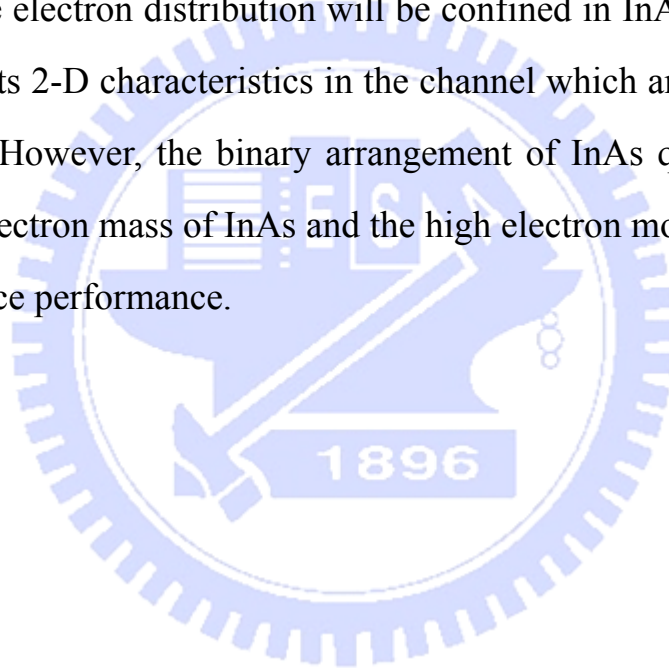 electron distribution will be confined in InA
ts 2-D characteristics in the channel which ar
However, the binary arrangement of InAs q
ectron mass of InAs and the high electron mo
ce performance.
E S
1896